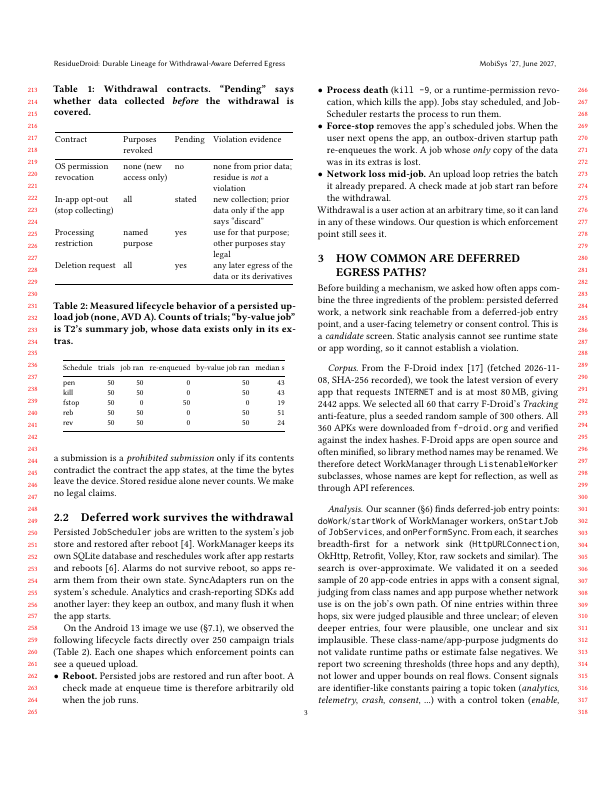 ResidueDroid: Durable Lineage for Withdrawal-Aware Deferred Egress
MobiSys '27, June 2027,
Table 1: Withdrawal contracts. "Pending" says
whether data collected before the withdrawal is
covered.
Contract Purposes revoked Pending Violation evidence
OS permission revocation none (new access only) no none from prior data; residue is not a violation
In-app opt-out (stop collecting) all stated new collection; prior data only if the app says "discard"
Processing restriction named purpose yes use for that purpose; other purposes stay legal
Deletion request all yes any later egress of the data or its derivatives
Table 2: Measured lifecycle behavior of a persisted up-
load job (none, AVD A). Counts of trials; "by-value job"
is T2's summary job, whose data exists only in its ex-
tras.
Schedule trials job ran re-enqueued by-value job ran median s
pen 50 50 0 50 43
kill 50 50 0 50 43
fstop 50 0 50 0 19
reb 50 50 0 50 51
rev 50 50 0 50 24
a submission is a prohibited submission only if its contents
contradict the contract the app states, at the time the bytes
leave the device. Stored residue alone never counts. We make
no legal claims.
2.2 Deferred work survives the withdrawal
Persisted JobScheduler jobs are written to the system's job
store and restored after reboot [4]. WorkManager keeps its
own SQLite database and reschedules work after app restarts
and reboots [6]. Alarms do not survive reboot, so apps re-
arm them from their own state. SyncAdapters run on the
system's schedule. Analytics and crash-reporting SDKs add
another layer: they keep an outbox, and many flush it when
the app starts.
On the Android 13 image we use (§7.1), we observed the
following lifecycle facts directly over 250 campaign trials
(Table 2). Each one shapes which enforcement points can
see a queued upload.
• Reboot. Persisted jobs are restored and run after boot. A
check made at enqueue time is therefore arbitrarily old
when the job runs.
213
214
215
216
217
218
219
220
221
222
223
224
225
226
227
228
229
230
231
232
233
234
235
236
237
238
239
240
241
242
243
244
245
246
247
248
249
250
251
252
253
254
255
256
257
258
259
260
261
262
263
264
265
• Process death (kill -9, or a runtime-permission revo-
cation, which kills the app). Jobs stay scheduled, and Job-
Scheduler restarts the process to run them.
• Force-stop removes the app's scheduled jobs. When the
user next opens the app, an outbox-driven startup path
re-enqueues the work. A job whose only copy of the data
was in its extras is lost.
• Network loss mid-job. An upload loop retries the batch
it already prepared. A check made at job start ran before
the withdrawal.
Withdrawal is a user action at an arbitrary time, so it can land
in any of these windows. Our question is which enforcement
point still sees it.
3 HOW COMMON ARE DEFERRED
EGRESS PATHS?
Before building a mechanism, we asked how often apps com-
bine the three ingredients of the problem: persisted deferred
work, a network sink reachable from a deferred-job entry
point, and a user-facing telemetry or consent control. This is
a candidate screen. Static analysis cannot see runtime state
or app wording, so it cannot establish a violation.
Corpus. From the F-Droid index [17] (fetched 2026-11-
08, SHA-256 recorded), we took the latest version of every
app that requests INTERNET and is at most 80 MB, giving
2442 apps. We selected all 60 that carry F-Droid's Tracking
anti-feature, plus a seeded random sample of 300 others. All
360 APKs were downloaded from f-droid.org and verified
against the index hashes. F-Droid apps are open source and
often minified, so library method names may be renamed. We
therefore detect WorkManager through ListenableWorker
subclasses, whose names are kept for reflection, as well as
through API references.
Analysis. Our scanner (§6) finds deferred-job entry points:
doWork/startWork of WorkManager workers, onStartJob
of JobServices, and onPerformSync. From each, it searches
breadth-first for a network sink (HttpURLConnection,
OkHttp, Retrofit, Volley, Ktor, raw sockets and similar). The
search is over-approximate. We validated it on a seeded
sample of 20 app-code entries in apps with a consent signal,
judging from class names and app purpose whether network
use is on the job's own path. Of nine entries within three
hops, six were judged plausible and three unclear; of eleven
deeper entries, four were plausible, one unclear and six
implausible. These class-name/app-purpose judgments do
not validate runtime paths or estimate false negatives. We
report two screening thresholds (three hops and any depth),
not lower and upper bounds on real flows. Consent signals
are identifier-like constants pairing a topic token (analytics,
telemetry, crash, consent, ...) with a control token (enable,
266
267
268
269
270
271
272
273
274
275
276
277
278
279
280
281
282
283
284
285
286
287
288
289
290
291
292
293
294
295
296
297
298
299
300
301
302
303
304
305
306
307
308
309
310
311
312
313
314
315
316
317
318
3